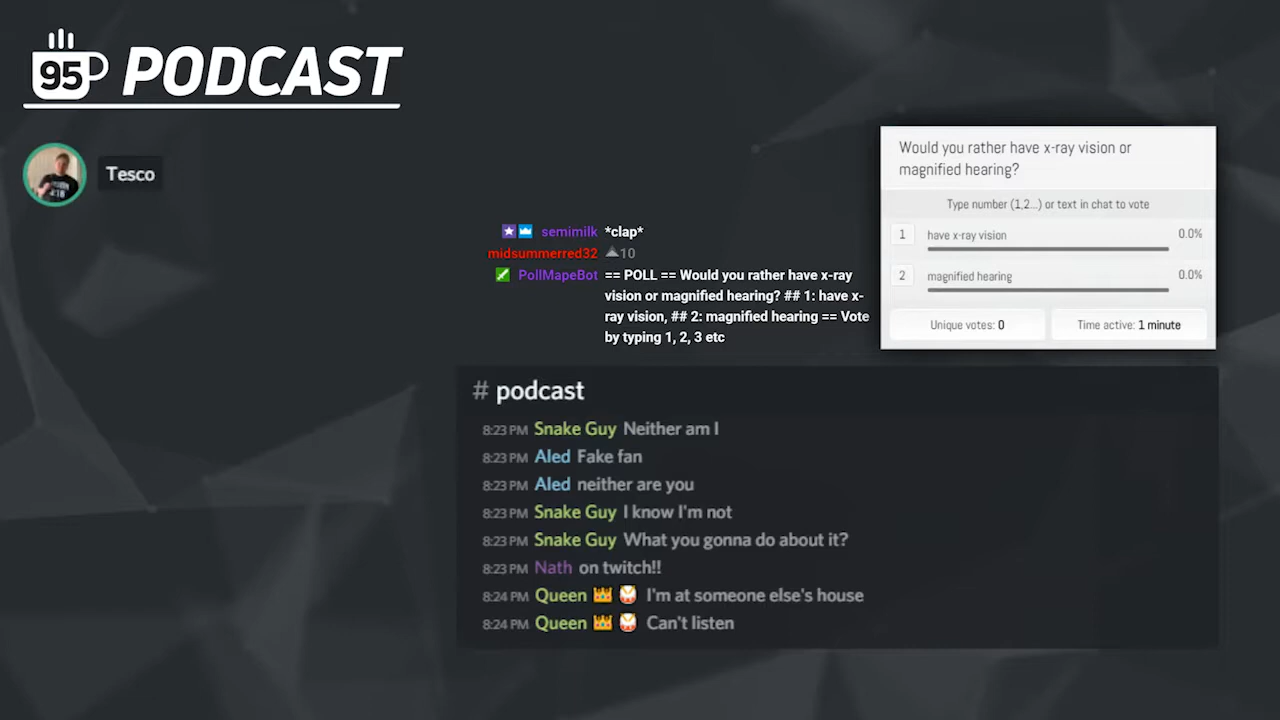 95 PODCAST
Tesco
semimilk *clap*
midsummerred32 10
PollMapeBot == POLL == Would you rather have x-ray
vision or magnified hearing? ## 1: have x-
ray vision, ## 2: magnified hearing == Vote
by typing 1, 2, 3 etc
Would you rather have x-ray vision or
magnified hearing?
Type number (1,2...) or text in chat to vote
1 have x-ray vision 0.0%
2 magnified hearing 0.0%
Unique votes: 0 Time active: 1 minute
# podcast
8:23 PM Snake Guy Neither am I
8:23 PM Aled Fake fan
8:23 PM Aled neither are you
8:23 PM Snake Guy I know I'm not
8:23 PM Snake Guy What you gonna do about it?
8:23 PM Nath on twitch!!
8:24 PM Queen I'm at someone else's house
8:24 PM Queen Can't listen